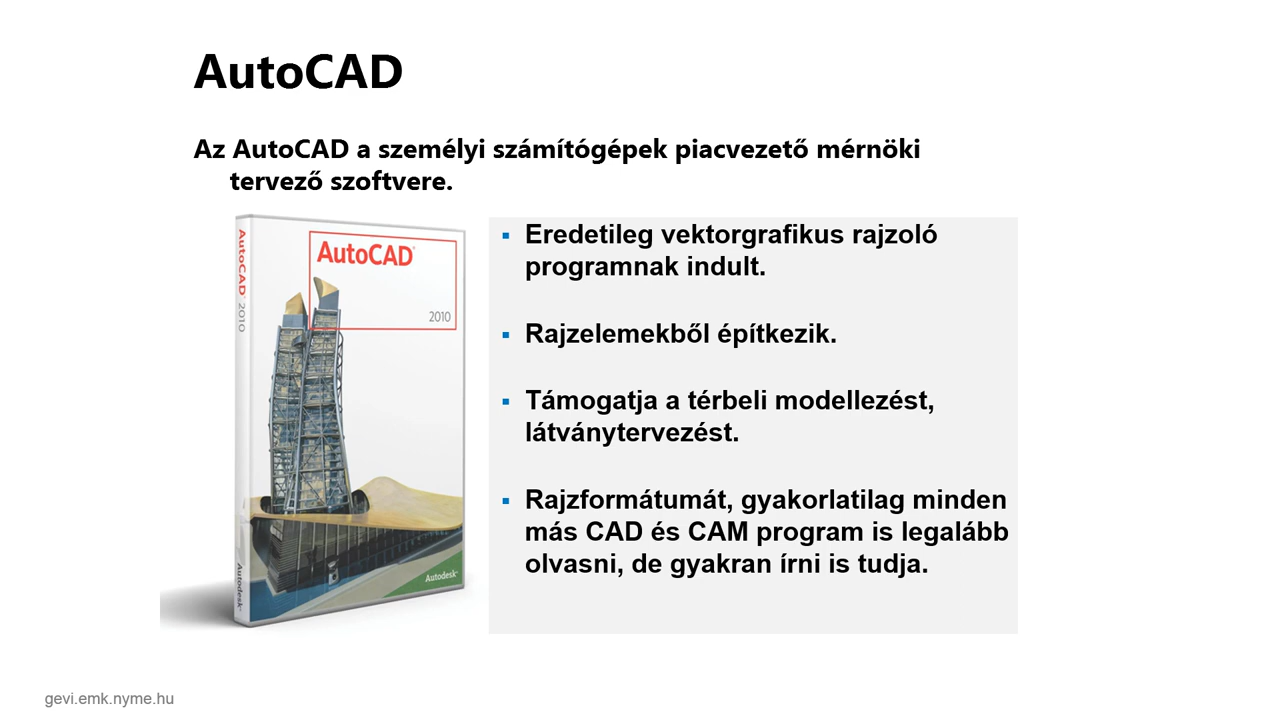 AutoCAD
Az AutoCAD a személyi számítógépek piacvezető mérnöki
tervező szoftvere.
AutoCAD 2010
Autodesk
AutoCAD
2010
Autodesk
▪ Eredetileg vektorgrafikus rajzoló
programnak indult.
▪ Rajzelemekből építkezik.
▪ Támogatja a térbeli modellezést,
látványtervezést.
▪ Rajzformátumát, gyakorlatilag minden
más CAD és CAM program is legalább
olvasni, de gyakran írni is tudja.
gevi.emk.nyme.hu